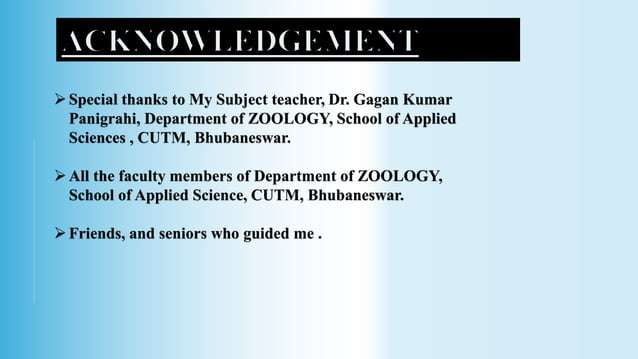 ACKNOWLEDGEMENT
➢ Special thanks to My Subject teacher, Dr. Gagan Kumar
Panigrahi, Department of ZOOLOGY, School of Applied
Sciences , CUTM, Bhubaneswar.
➢ All the faculty members of Department of ZOOLOGY,
School of Applied Science, CUTM, Bhubaneswar.
➢ Friends, and seniors who guided me .